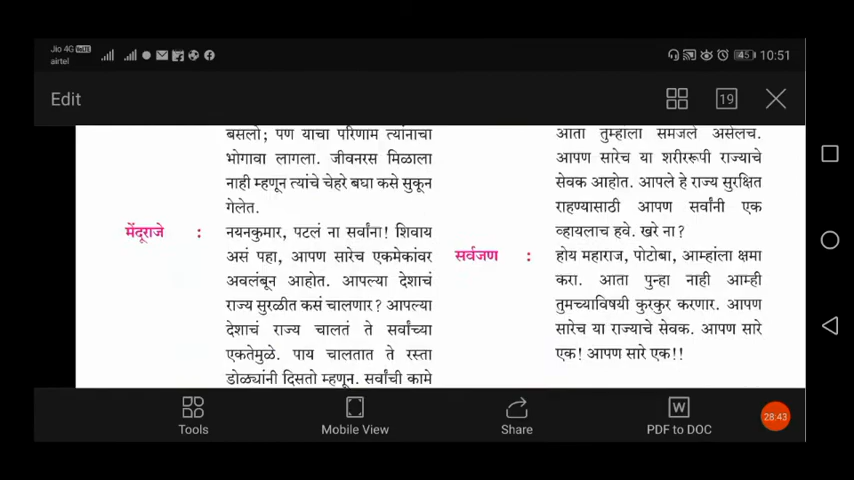 Jio 4G VoLTE
airtel
45
10:51
Edit
19
बसलो; पण याचा परिणाम त्यांनाचा
भोगावा लागला. जीवनरस मिळाला
नाही म्हणून त्यांचे चेहरे बघा कसे सुकून
गेलेत.
मेंदूराजे : नयनकुमार, पटलं ना सर्वांना! शिवाय
असं पहा, आपण सारेच एकमेकांवर
अवलंबून आहोत. आपल्या देशाचं
राज्य सुरळीत कसं चालणार? आपल्या
देशाचं राज्य चालतं ते सर्वांच्या
एकतेमुळे. पाय चालतात ते रस्ता
डोळ्यांनी दिसतो म्हणून. सर्वांची कामे
आता तुम्हाला समजले असेलच.
आपण सारेच या शरीररूपी राज्याचे
सेवक आहोत. आपले हे राज्य सुरक्षित
राहण्यासाठी आपण सर्वांनी एक
व्हायलाच हवे. खरे ना?
सर्वजण : होय महाराज, पोटोबा, आम्हांला क्षमा
करा. आता पुन्हा नाही आम्ही
तुमच्याविषयी कुरकुर करणार. आपण
सारेच या राज्याचे सेवक. आपण सारे
एक! आपण सारे एक!!
Tools
Mobile View
Share
W
PDF to DOC
28:43